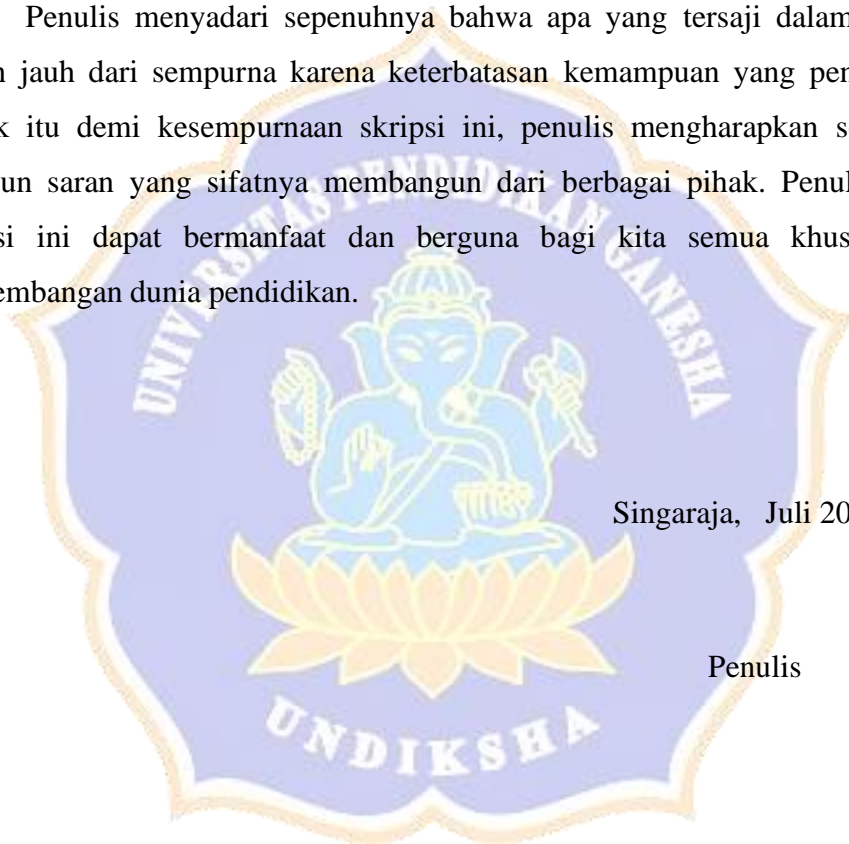 Penulis menyadari sepenuhnya bahwa apa yang tersaji dalam
jauh dari sempurna karena keterbatasan kemampuan yang
itu demi kesempurnaan skripsi ini, penulis mengharapkan
saran yang sifatnya membangun dari berbagai pihak.
ini dapat bermanfaat dan berguna bagi kita semua
dunia pendidikan.
UNIVERSITAS PENDIDIKAN GANESHA
Singaraja, Juli 20
Penulis
UNDIKSHA